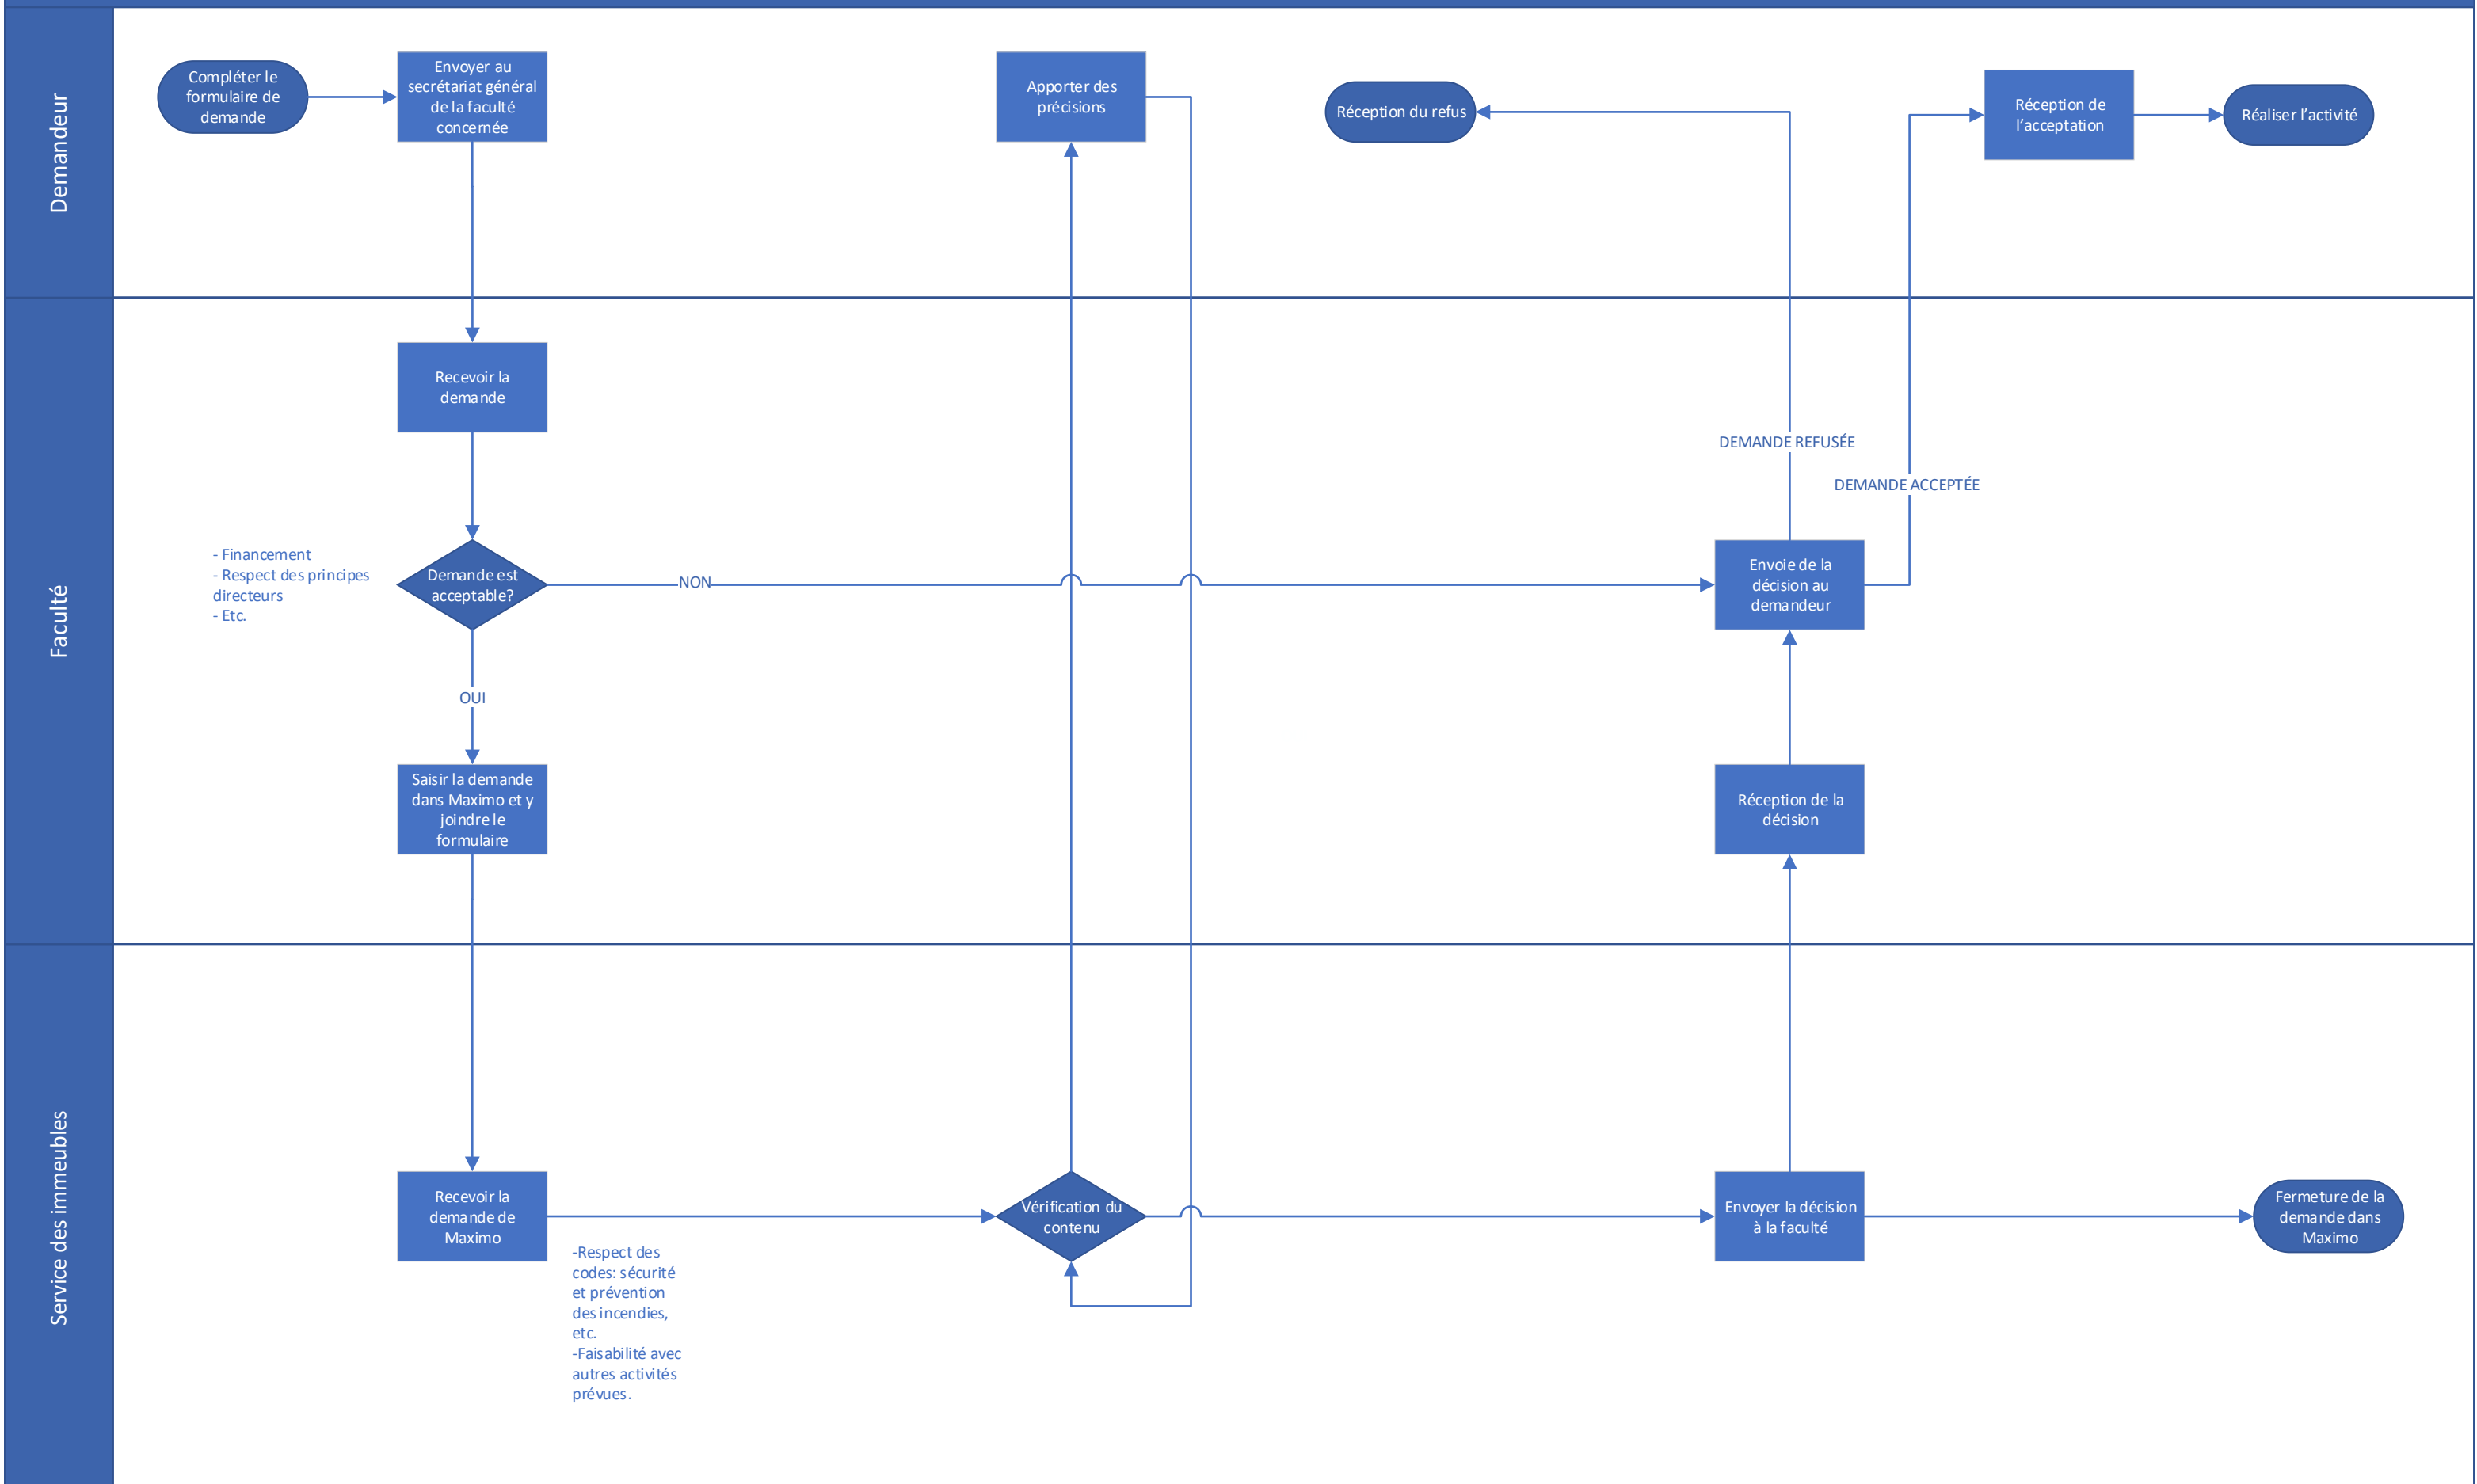 Demandeur
Compléter le
formulaire de
demande
Envoyer au
secrétariat général
de la faculté
concernée
Apporter des
précisions
Réception du refus
Réception de
l'acceptation
Réaliser l'activité
Faculté
Recevoir la
demande
DEMANDE REFUSÉE
DEMANDE ACCEPTÉE
- Financement
- Respect des principes
directeurs
- Etc.
Demande est
acceptable?
NON
Envoie de la
décision au
demandeur
OUI
Saisir la demande
dans Maximo et y
joindre le
formulaire
Réception de la
décision
Service des immeubles
Recevoir la
demande de
Maximo
-Respect des
codes: sécurité
et prévention
des incendies,
etc.
-Faisabilité avec
autres activités
prévues.
Vérification du
contenu
Envoyer la décision
à la faculté
Fermeture de la
demande dans
Maximo